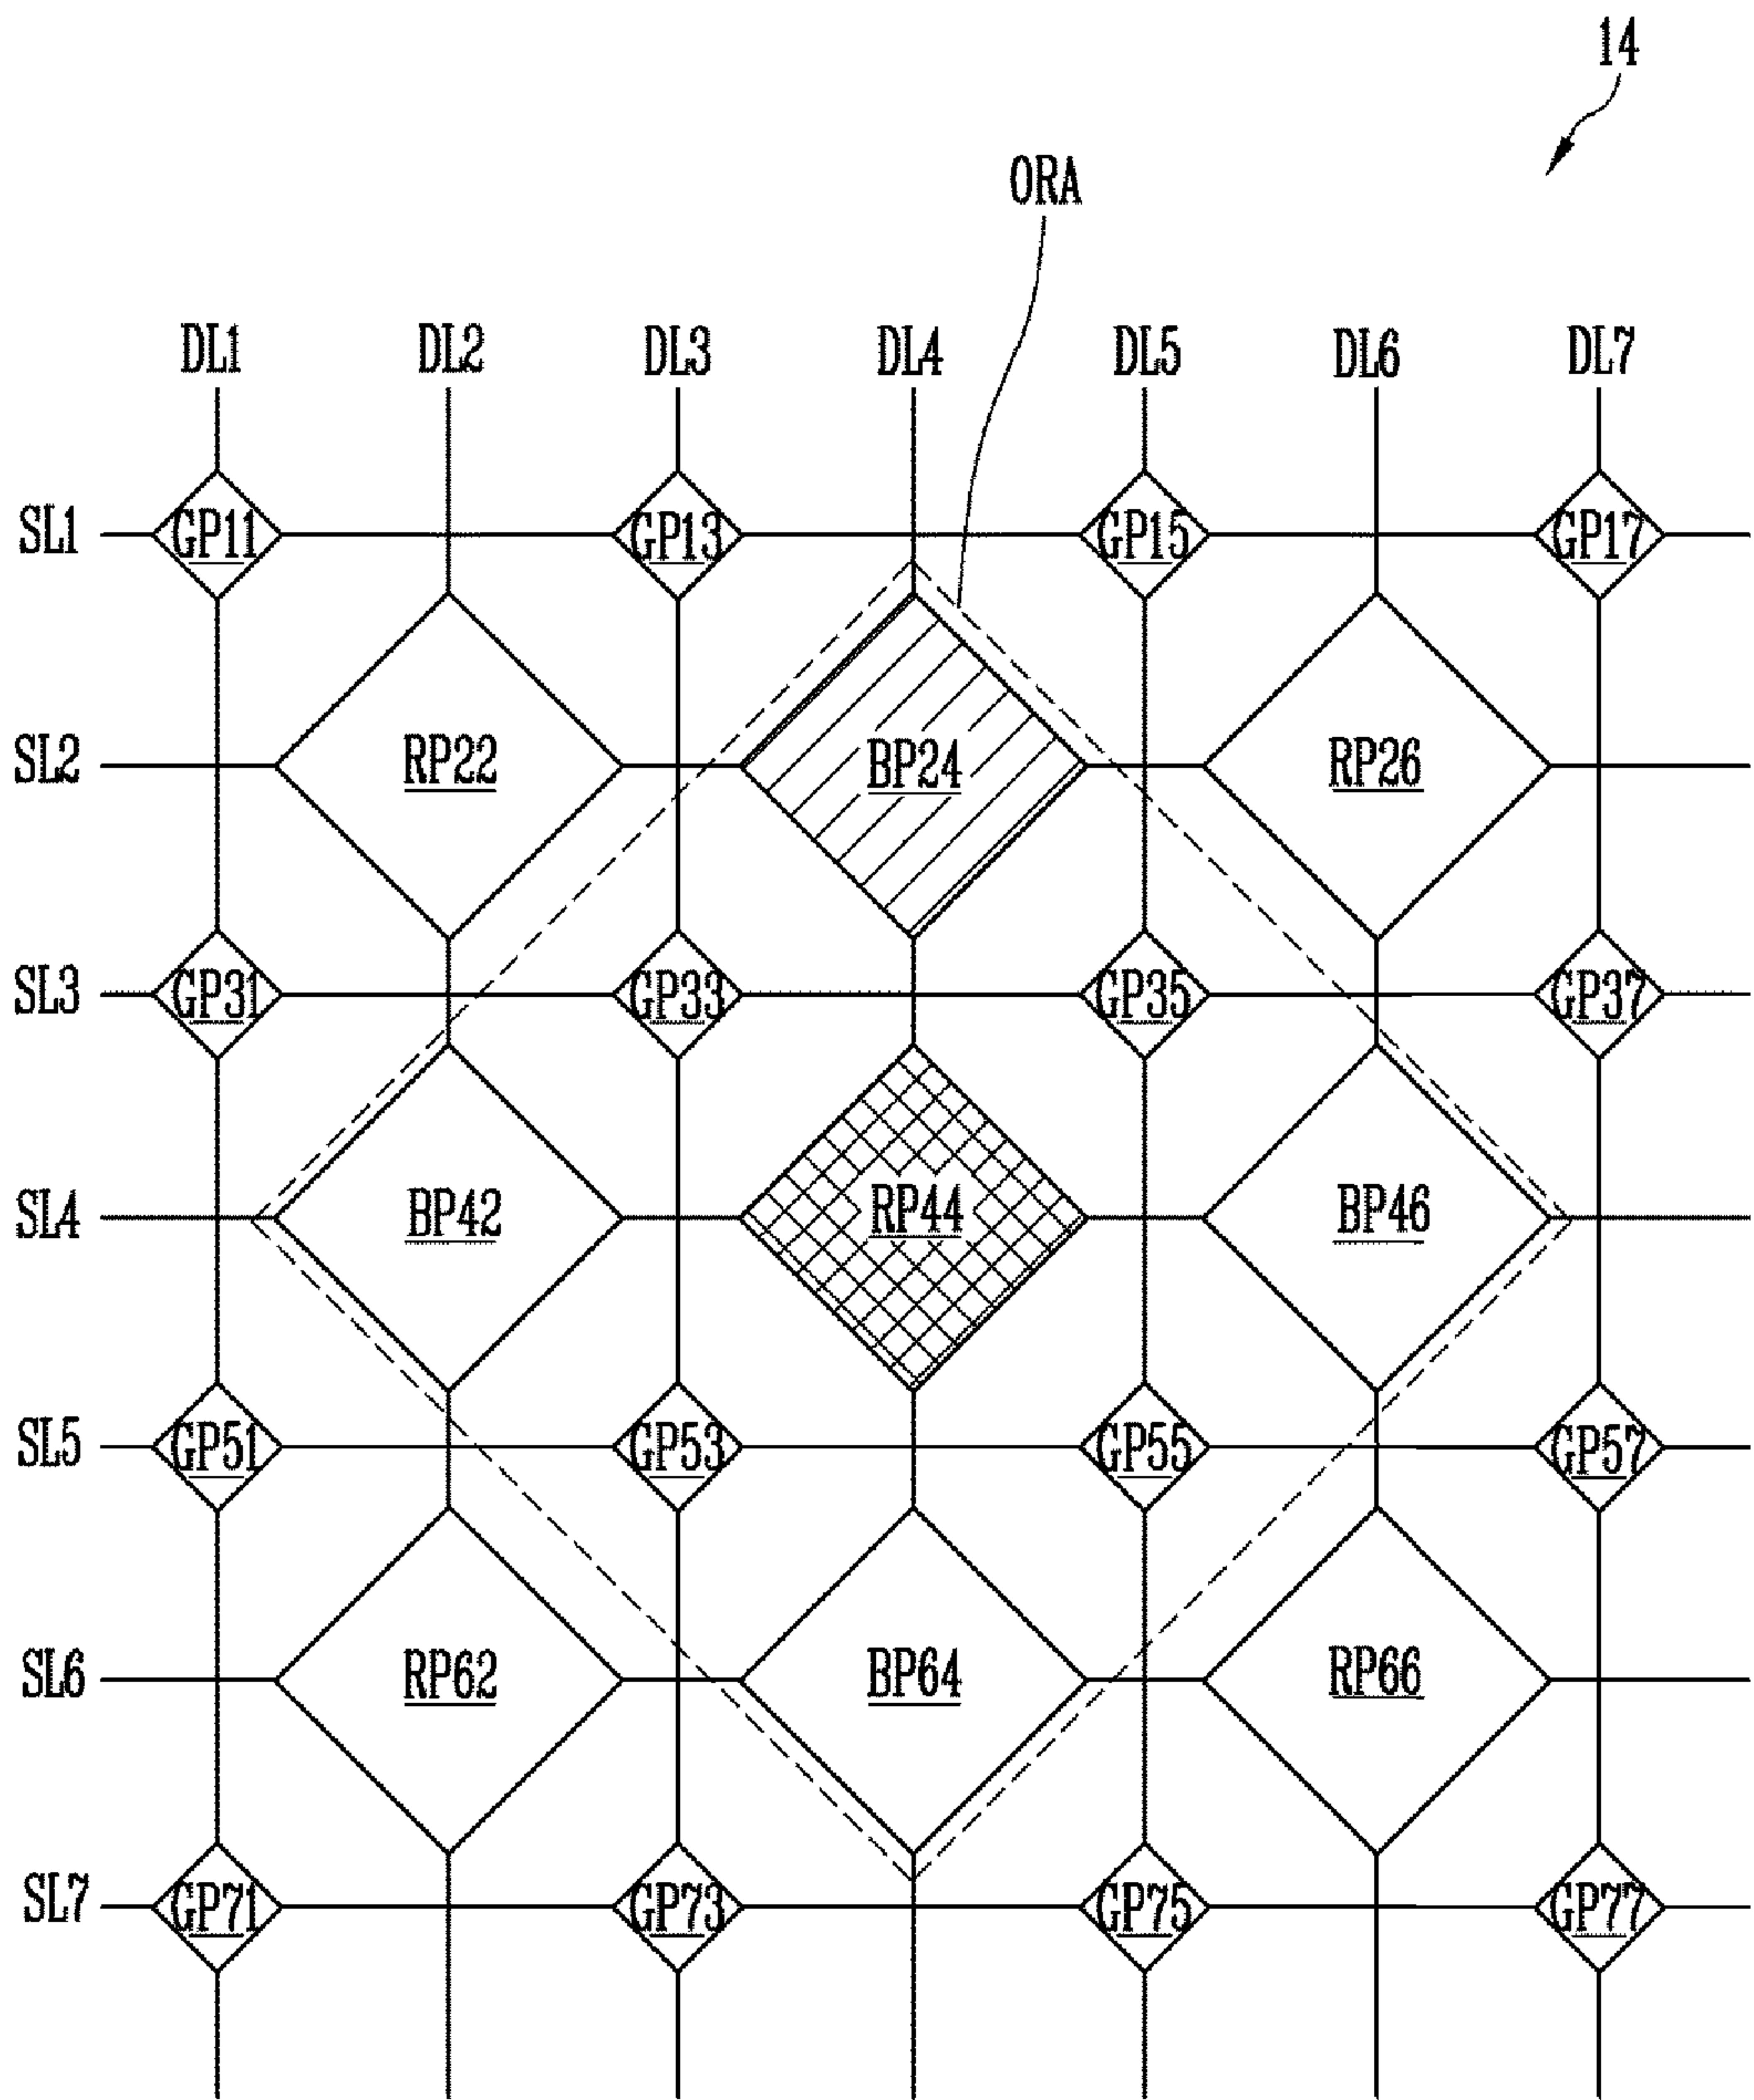 14
ORA
DL1 DL2 DL3 DL4 DL5 DL6 DL7
SL1 GP11 GP13 GP15 GP17
SL2 RP22 BP24 RP26
SL3 GP31 GP33 GP35 GP37
SL4 BP42 RP44 BP46
SL5 GP51 GP53 GP55 GP57
SL6 RP62 BP64 RP66
SL7 GP71 GP73 GP75 GP77